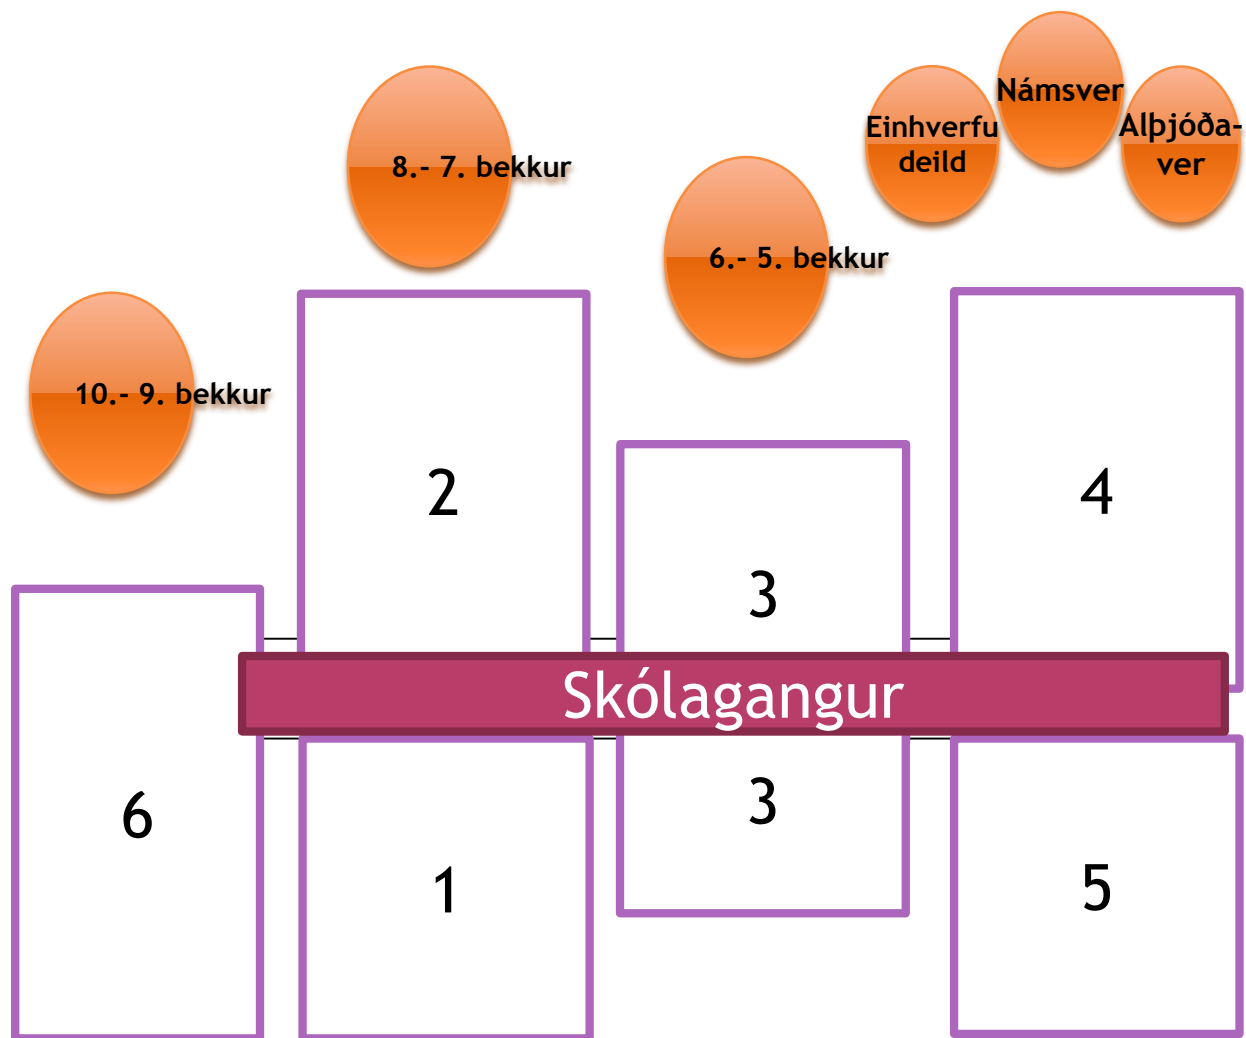 Námsver
Einhverfu
deild
Alþjóða-
ver
8.- 7. bekkur
6.- 5. bekkur
10.- 9. bekkur
2
4
3
Skólagangur
3
6
1
5